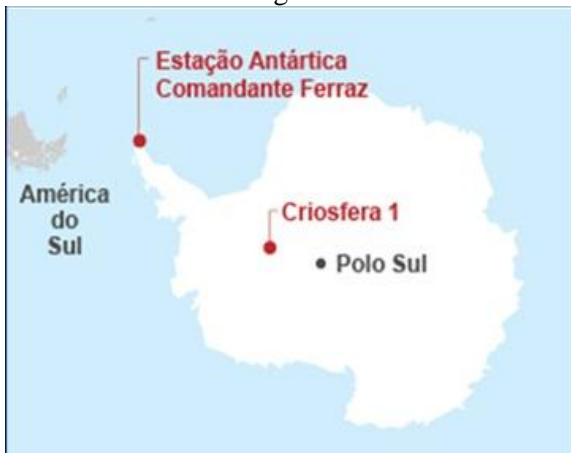 Estação Antártica
Comandante Ferraz
América
do
Sul
Criosfera 1
Polo Sul